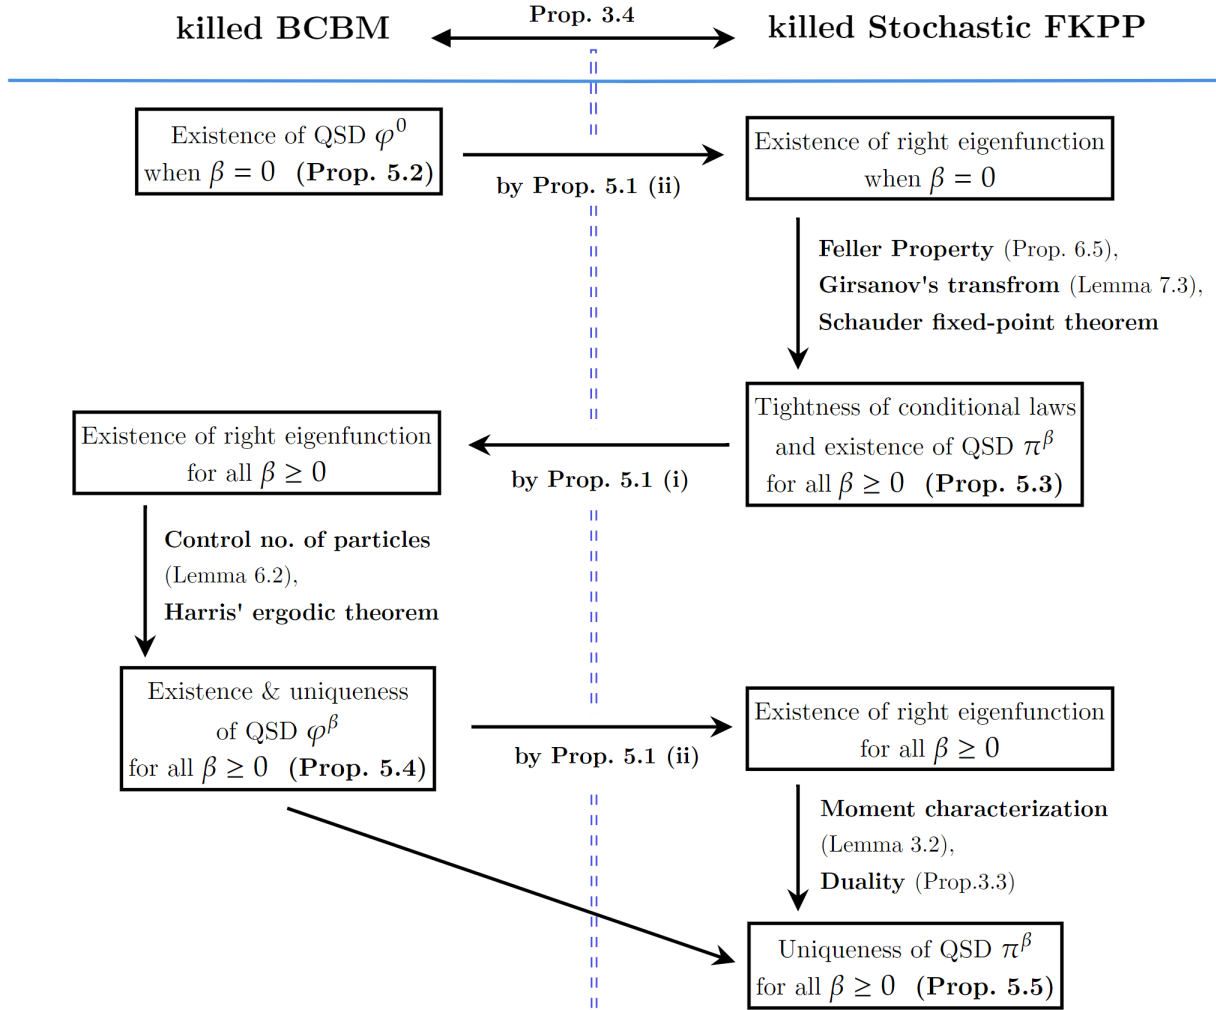 killed BCBM
Prop. 3.4
killed Stochastic FKPP
Existence of QSD φ⁰
when β = 0 (Prop. 5.2)
by Prop. 5.1 (ii)
Existence of right eigenfunction
when β = 0
Feller Property (Prop. 6.5),
Girsanov's transfrom (Lemma 7.3),
Schauder fixed-point theorem
Tightness of conditional laws
and existence of QSD π^β
for all β ≥ 0 (Prop. 5.3)
by Prop. 5.1 (i)
Existence of right eigenfunction
for all β ≥ 0
Control no. of particles
(Lemma 6.2),
Harris' ergodic theorem
Existence & uniqueness
of QSD φ^β
for all β ≥ 0 (Prop. 5.4)
by Prop. 5.1 (ii)
Existence of right eigenfunction
for all β ≥ 0
Moment characterization
(Lemma 3.2),
Duality (Prop.3.3)
Uniqueness of QSD π^β
for all β ≥ 0 (Prop. 5.5)